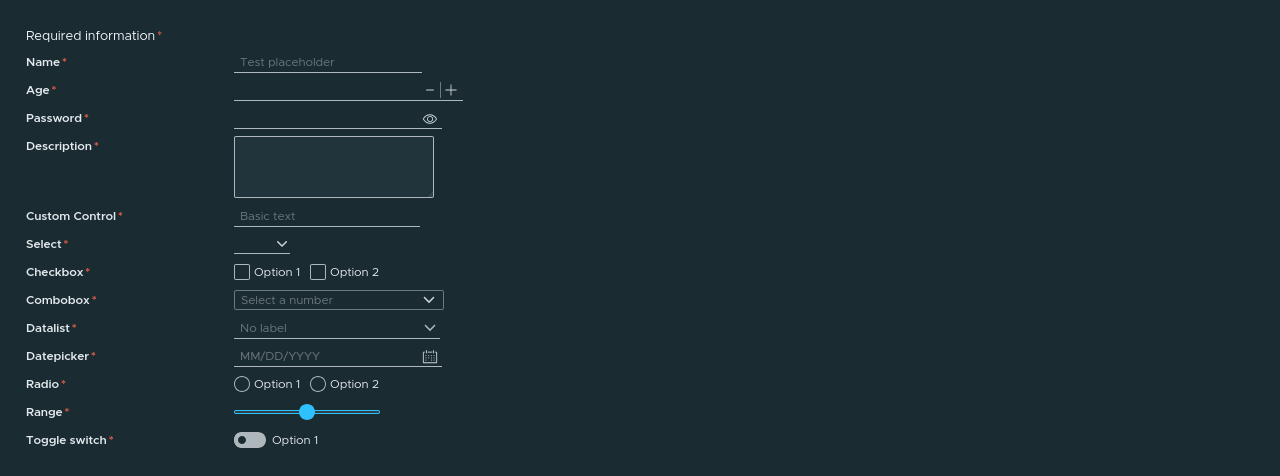 Required information *
Name * Test placeholder
Age *
Password *
Description *
Custom Control * Basic text
Select *
Checkbox * Option 1 Option 2
Combobox * Select a number
Datalist * No label
Datepicker * MM/DD/YYYY
Radio * Option 1 Option 2
Range *
Toggle switch * Option 1